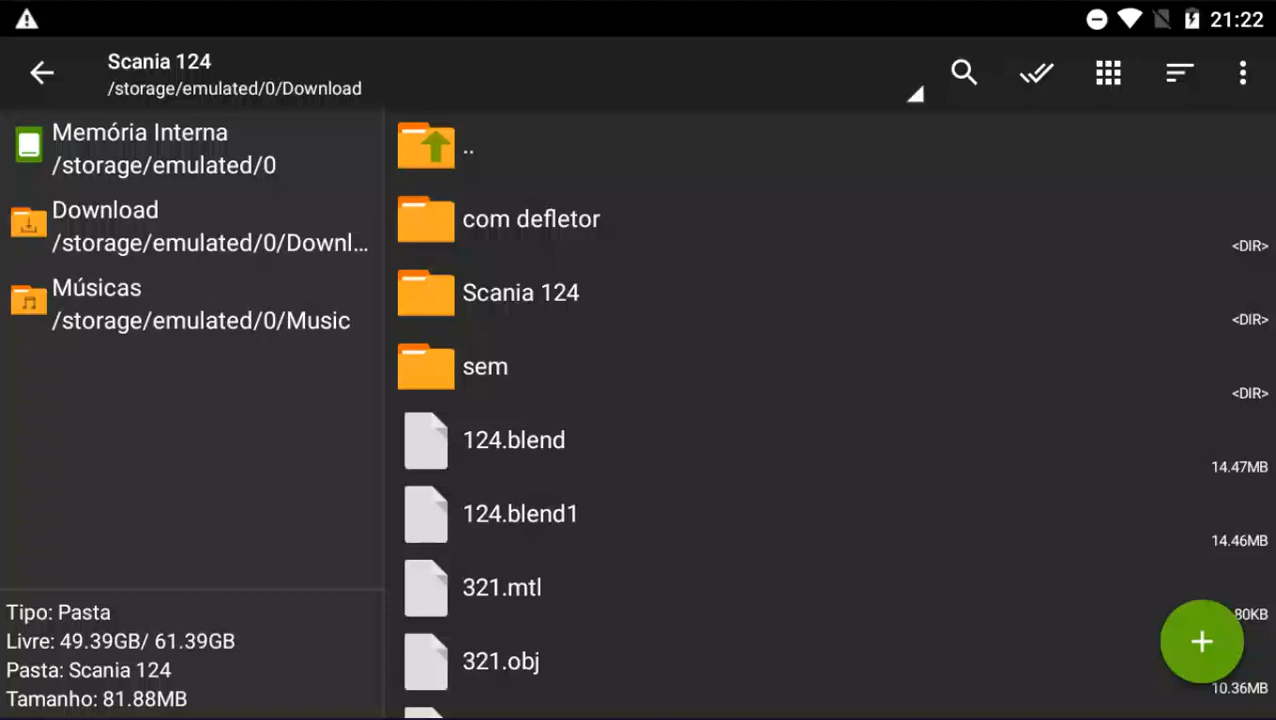 21:22
Scania 124
/storage/emulated/0/Download
Memória Interna
/storage/emulated/0
Download
/storage/emulated/0/Downl...
Músicas
/storage/emulated/0/Music
Tipo: Pasta
Livre: 49.39GB/ 61.39GB
Pasta: Scania 124
Tamanho: 81.88MB
..
com defletor
<DIR>
Scania 124
<DIR>
sem
<DIR>
124.blend
14.47MB
124.blend1
14.46MB
321.mtl
80KB
321.obj
10.36MB